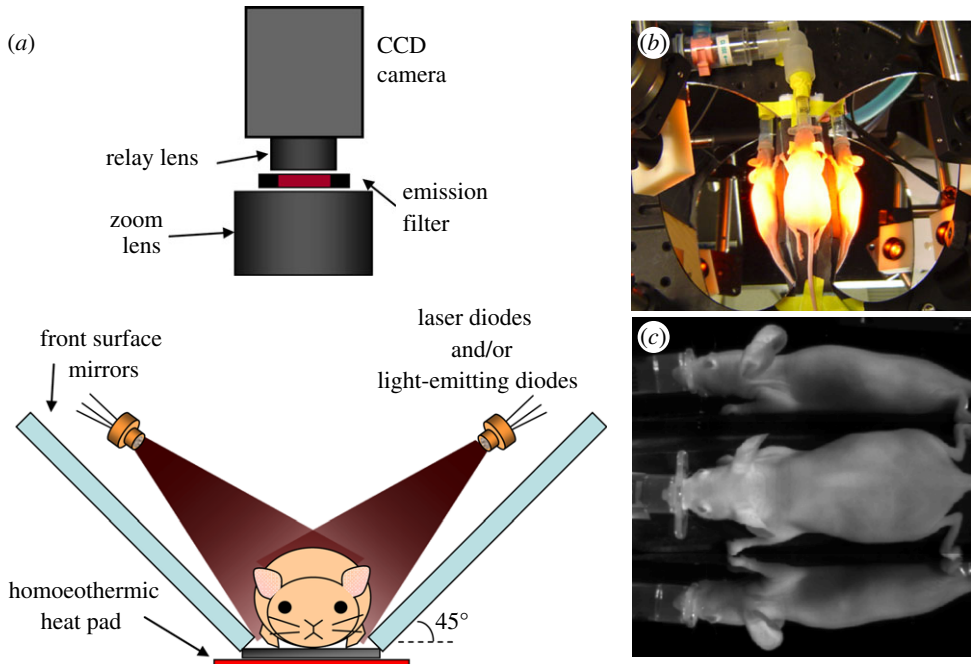 (a)
CCD
camera
relay lens
emission
filter
zoom
lens
front surface
mirrors
laser diodes
and/or
light-emitting diodes
homoeothermic
heat pad
45°
(b)
(c)